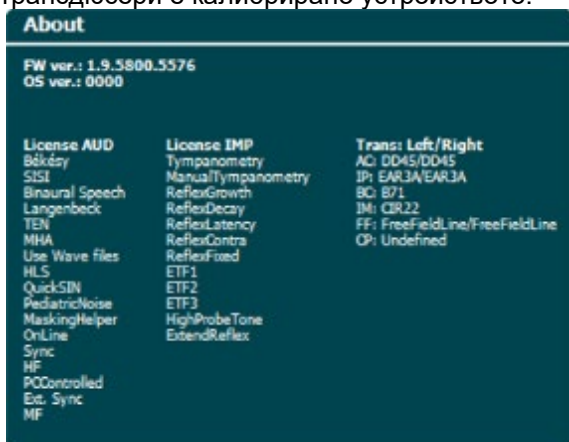 трансдюсери е калибрирано устройството.
About
FW ver.: 1.9.5800.5576
OS ver.: 0000
License AUD
Békésy
SISI
Binaural Speech
Langenbeck
TEN
MHA
Use Wave files
HLS
QuickSIN
PediatricNoise
MaskingHelper
OnLine
Sync
HF
PCControlled
Ext. Sync
MF
License IMP
Tympanometry
ManualTympanometry
ReflexGrowth
ReflexDecay
ReflexLatency
ReflexContra
ReflexFixed
ETF1
ETF2
ETF3
HighProbeTone
ExtendReflex
Trans: Left/Right
AC: DD45/DD45
IP: EAR3A/EAR3A
BC: B71
IM: CIR22
FF: FreeFieldLine/FreeFieldLine
CP: Undefined